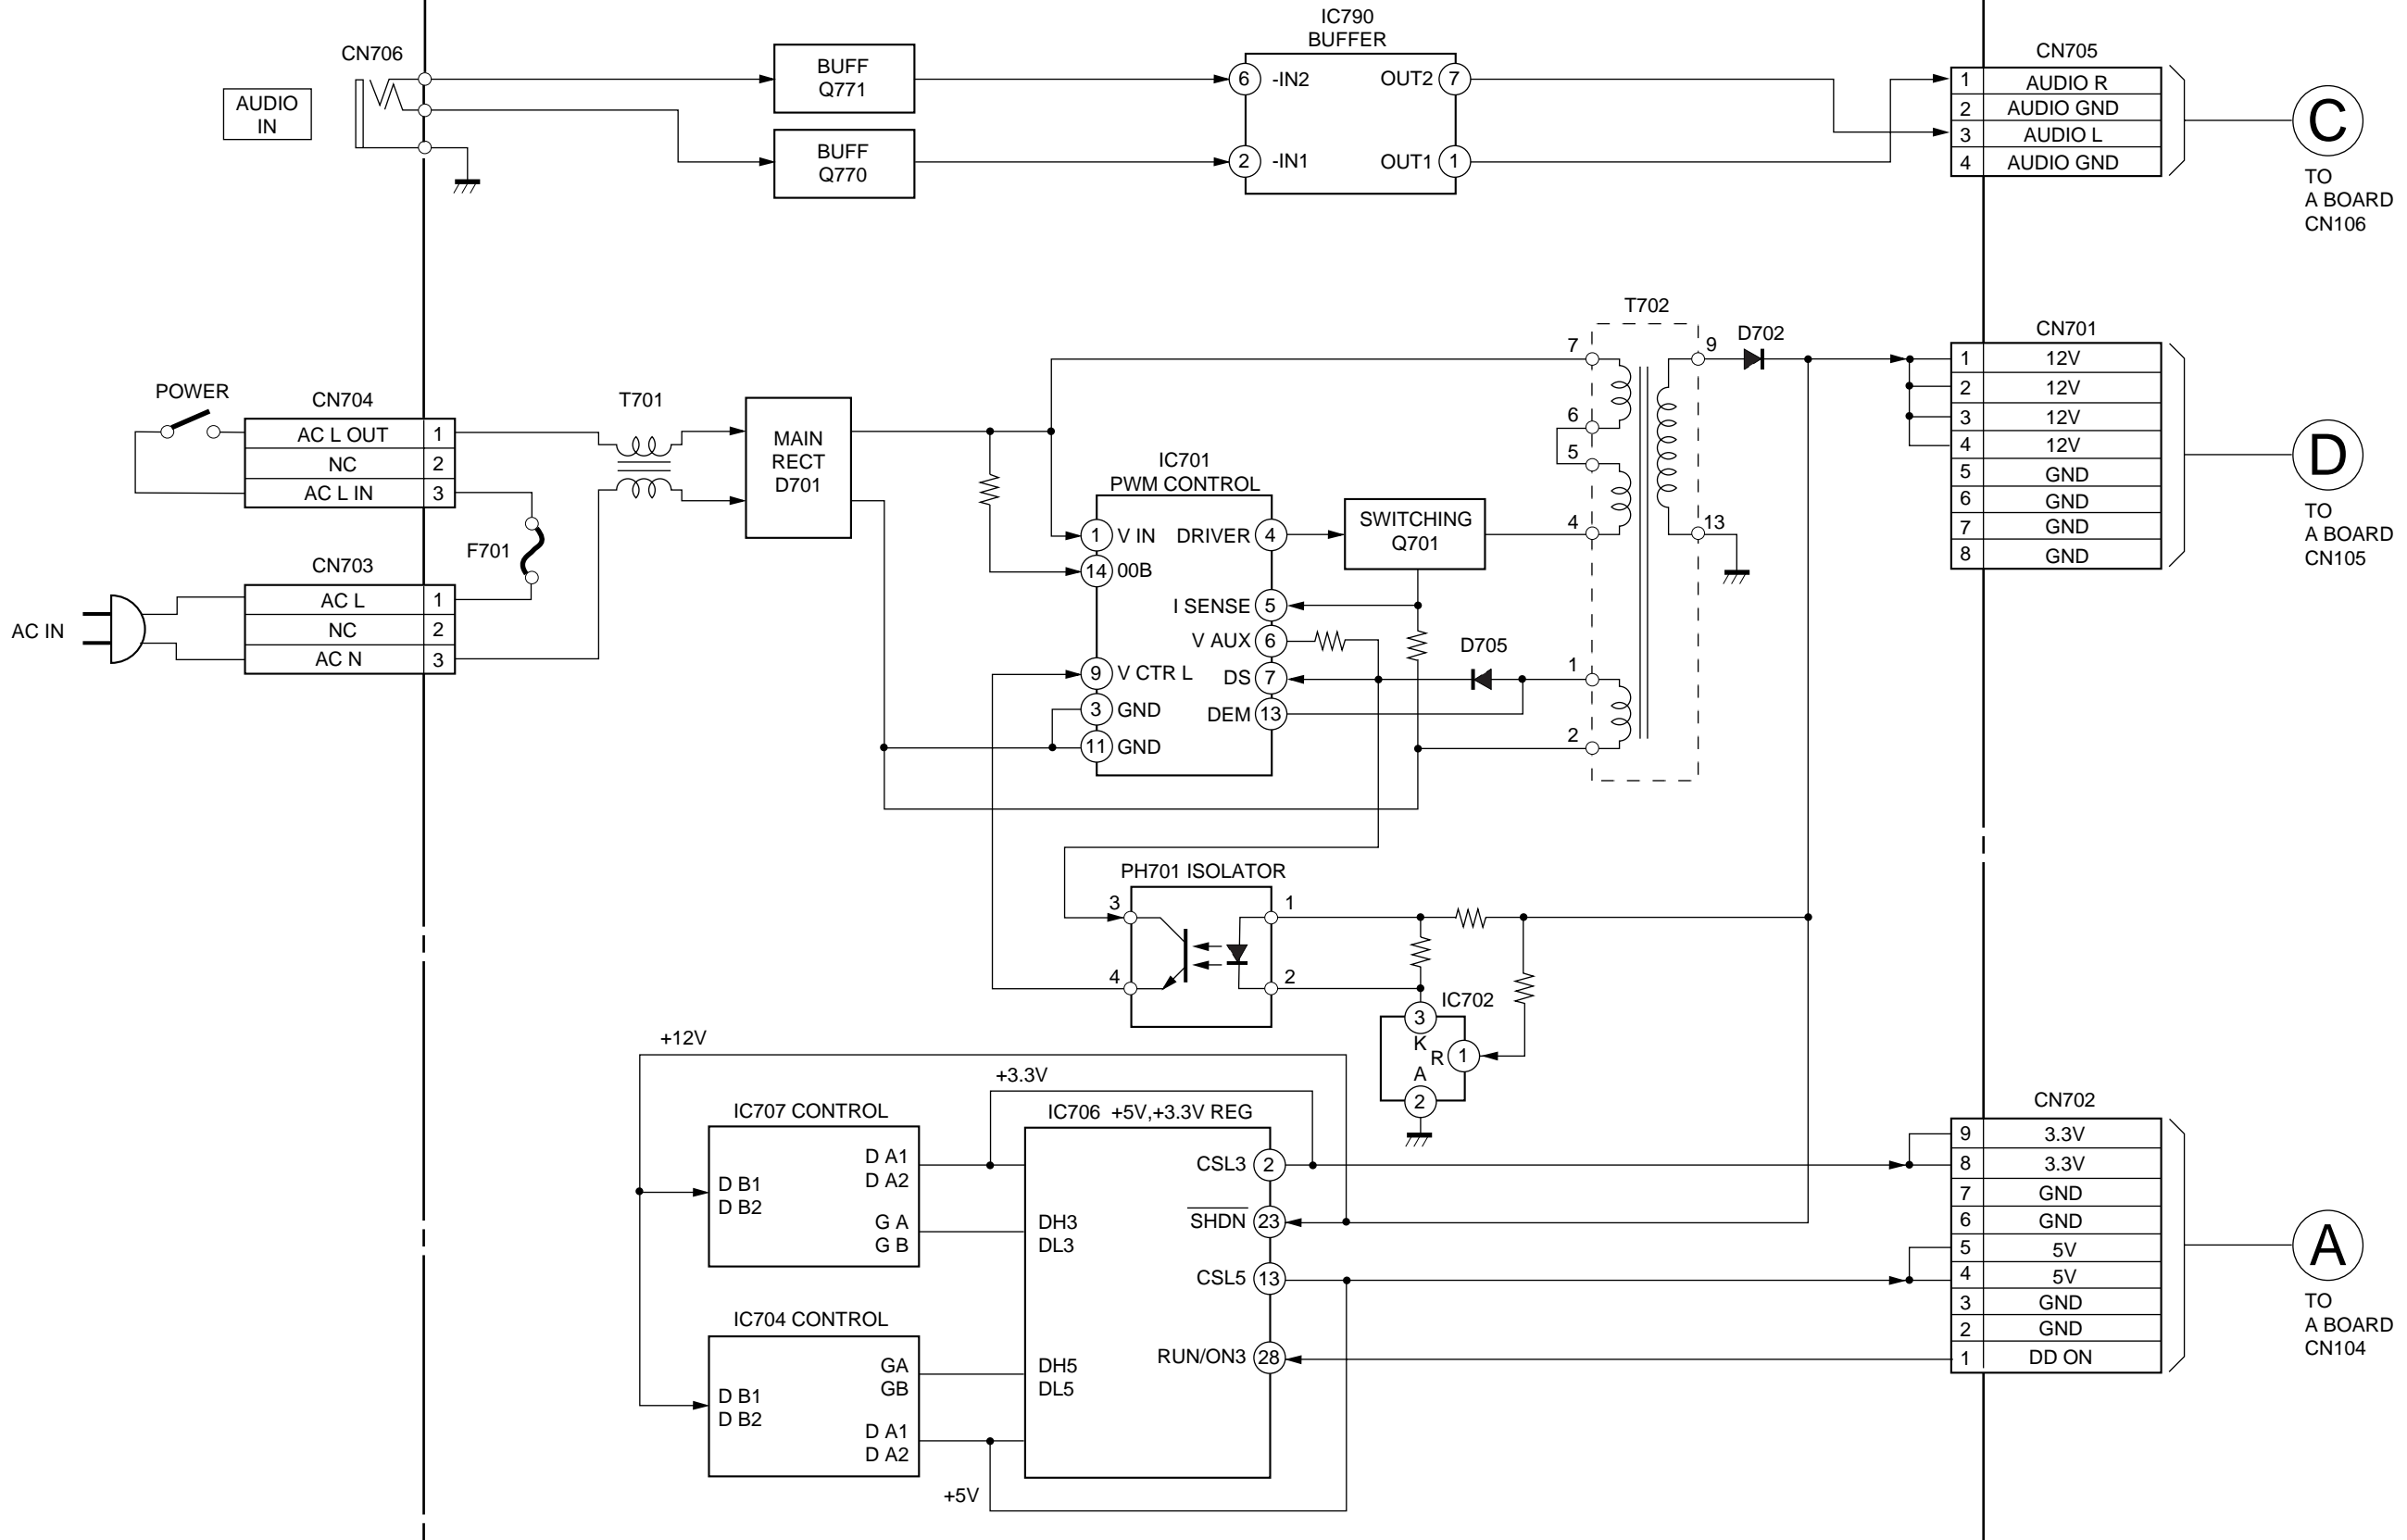 CN706
AUDIO
IN
BUFF
Q771
BUFF
Q770
IC790
BUFFER
6
-IN2
OUT2
7
2
-IN1
OUT1
1
CN705
1 AUDIO R
2 AUDIO GND
3 AUDIO L
4 AUDIO GND
C
TO
A BOARD
CN106
POWER
CN704
AC L OUT 1
NC 2
AC L IN 3
F701
CN703
AC IN
AC L 1
NC 2
AC N 3
T701
MAIN
RECT
D701
IC701
PWM CONTROL
1 V IN
14 00B
9 V CTR L
3 GND
11 GND
DRIVER 4
I SENSE 5
V AUX 6
DS 7
DEM 13
SWITCHING
Q701
D705
T702
7
6
5
4
1
2
9
13
D702
CN701
1 12V
2 12V
3 12V
4 12V
5 GND
6 GND
7 GND
8 GND
D
TO
A BOARD
CN105
PH701 ISOLATOR
3
4
1
2
IC702
3
K
R 1
A
2
+12V
+3.3V
IC707 CONTROL
D A1
D A2
D B1
D B2
G A
G B
IC704 CONTROL
GA
GB
D B1
D B2
D A1
D A2
+5V
IC706 +5V,+3.3V REG
CSL3 2
DH3
DL3
SHDN 23
CSL5 13
DH5
DL5
RUN/ON3 28
CN702
9 3.3V
8 3.3V
7 GND
6 GND
5 5V
4 5V
3 GND
2 GND
1 DD ON
A
TO
A BOARD
CN104